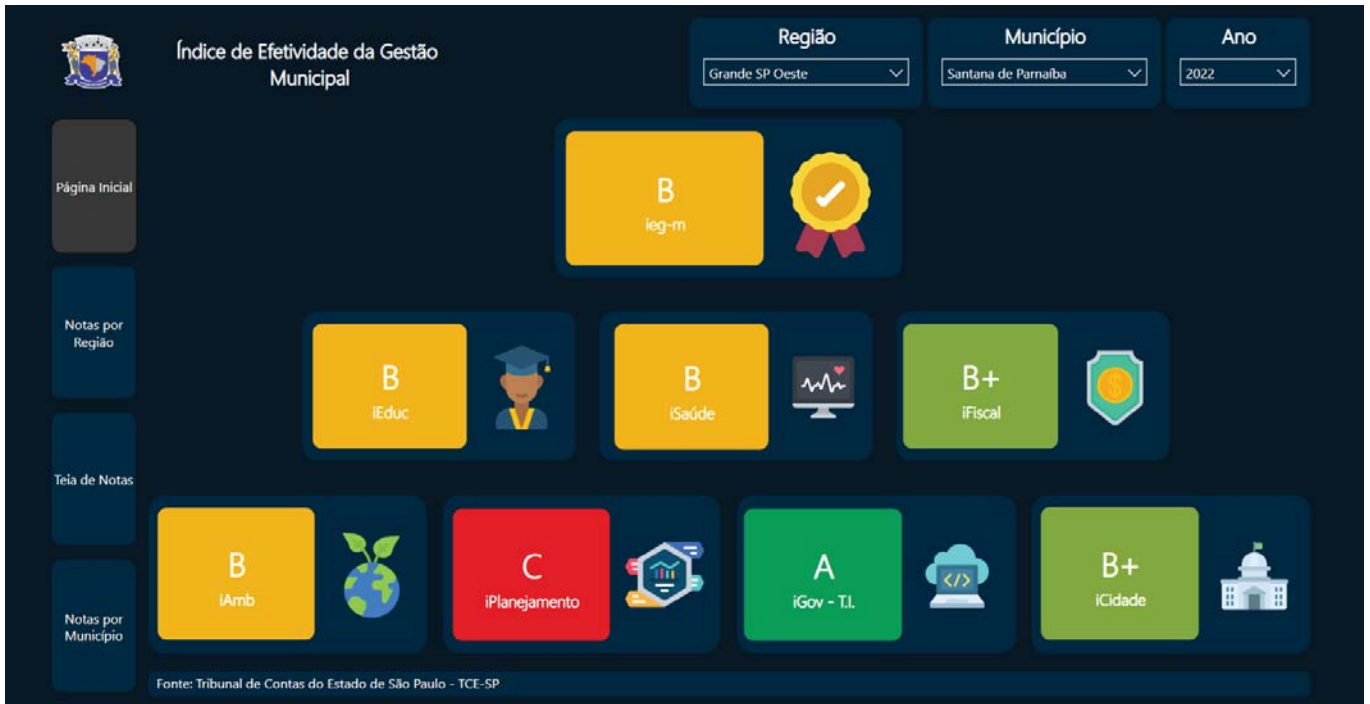 Índice de Efetividade da Gestão
Municipal
Região
Grande SP Oeste
Município
Santana de Parnaíba
Ano
2022
Página Inicial
Notas por
Região
Teia de Notas
Notas por
Município
B
ieg-m
B
iEduc
B
iSaúde
B+
iFiscal
B
iAmb
C
iPlanejamento
A
iGov - T.I.
</>
B+
iCidade
Fonte: Tribunal de Contas do Estado de São Paulo - TCE-SP